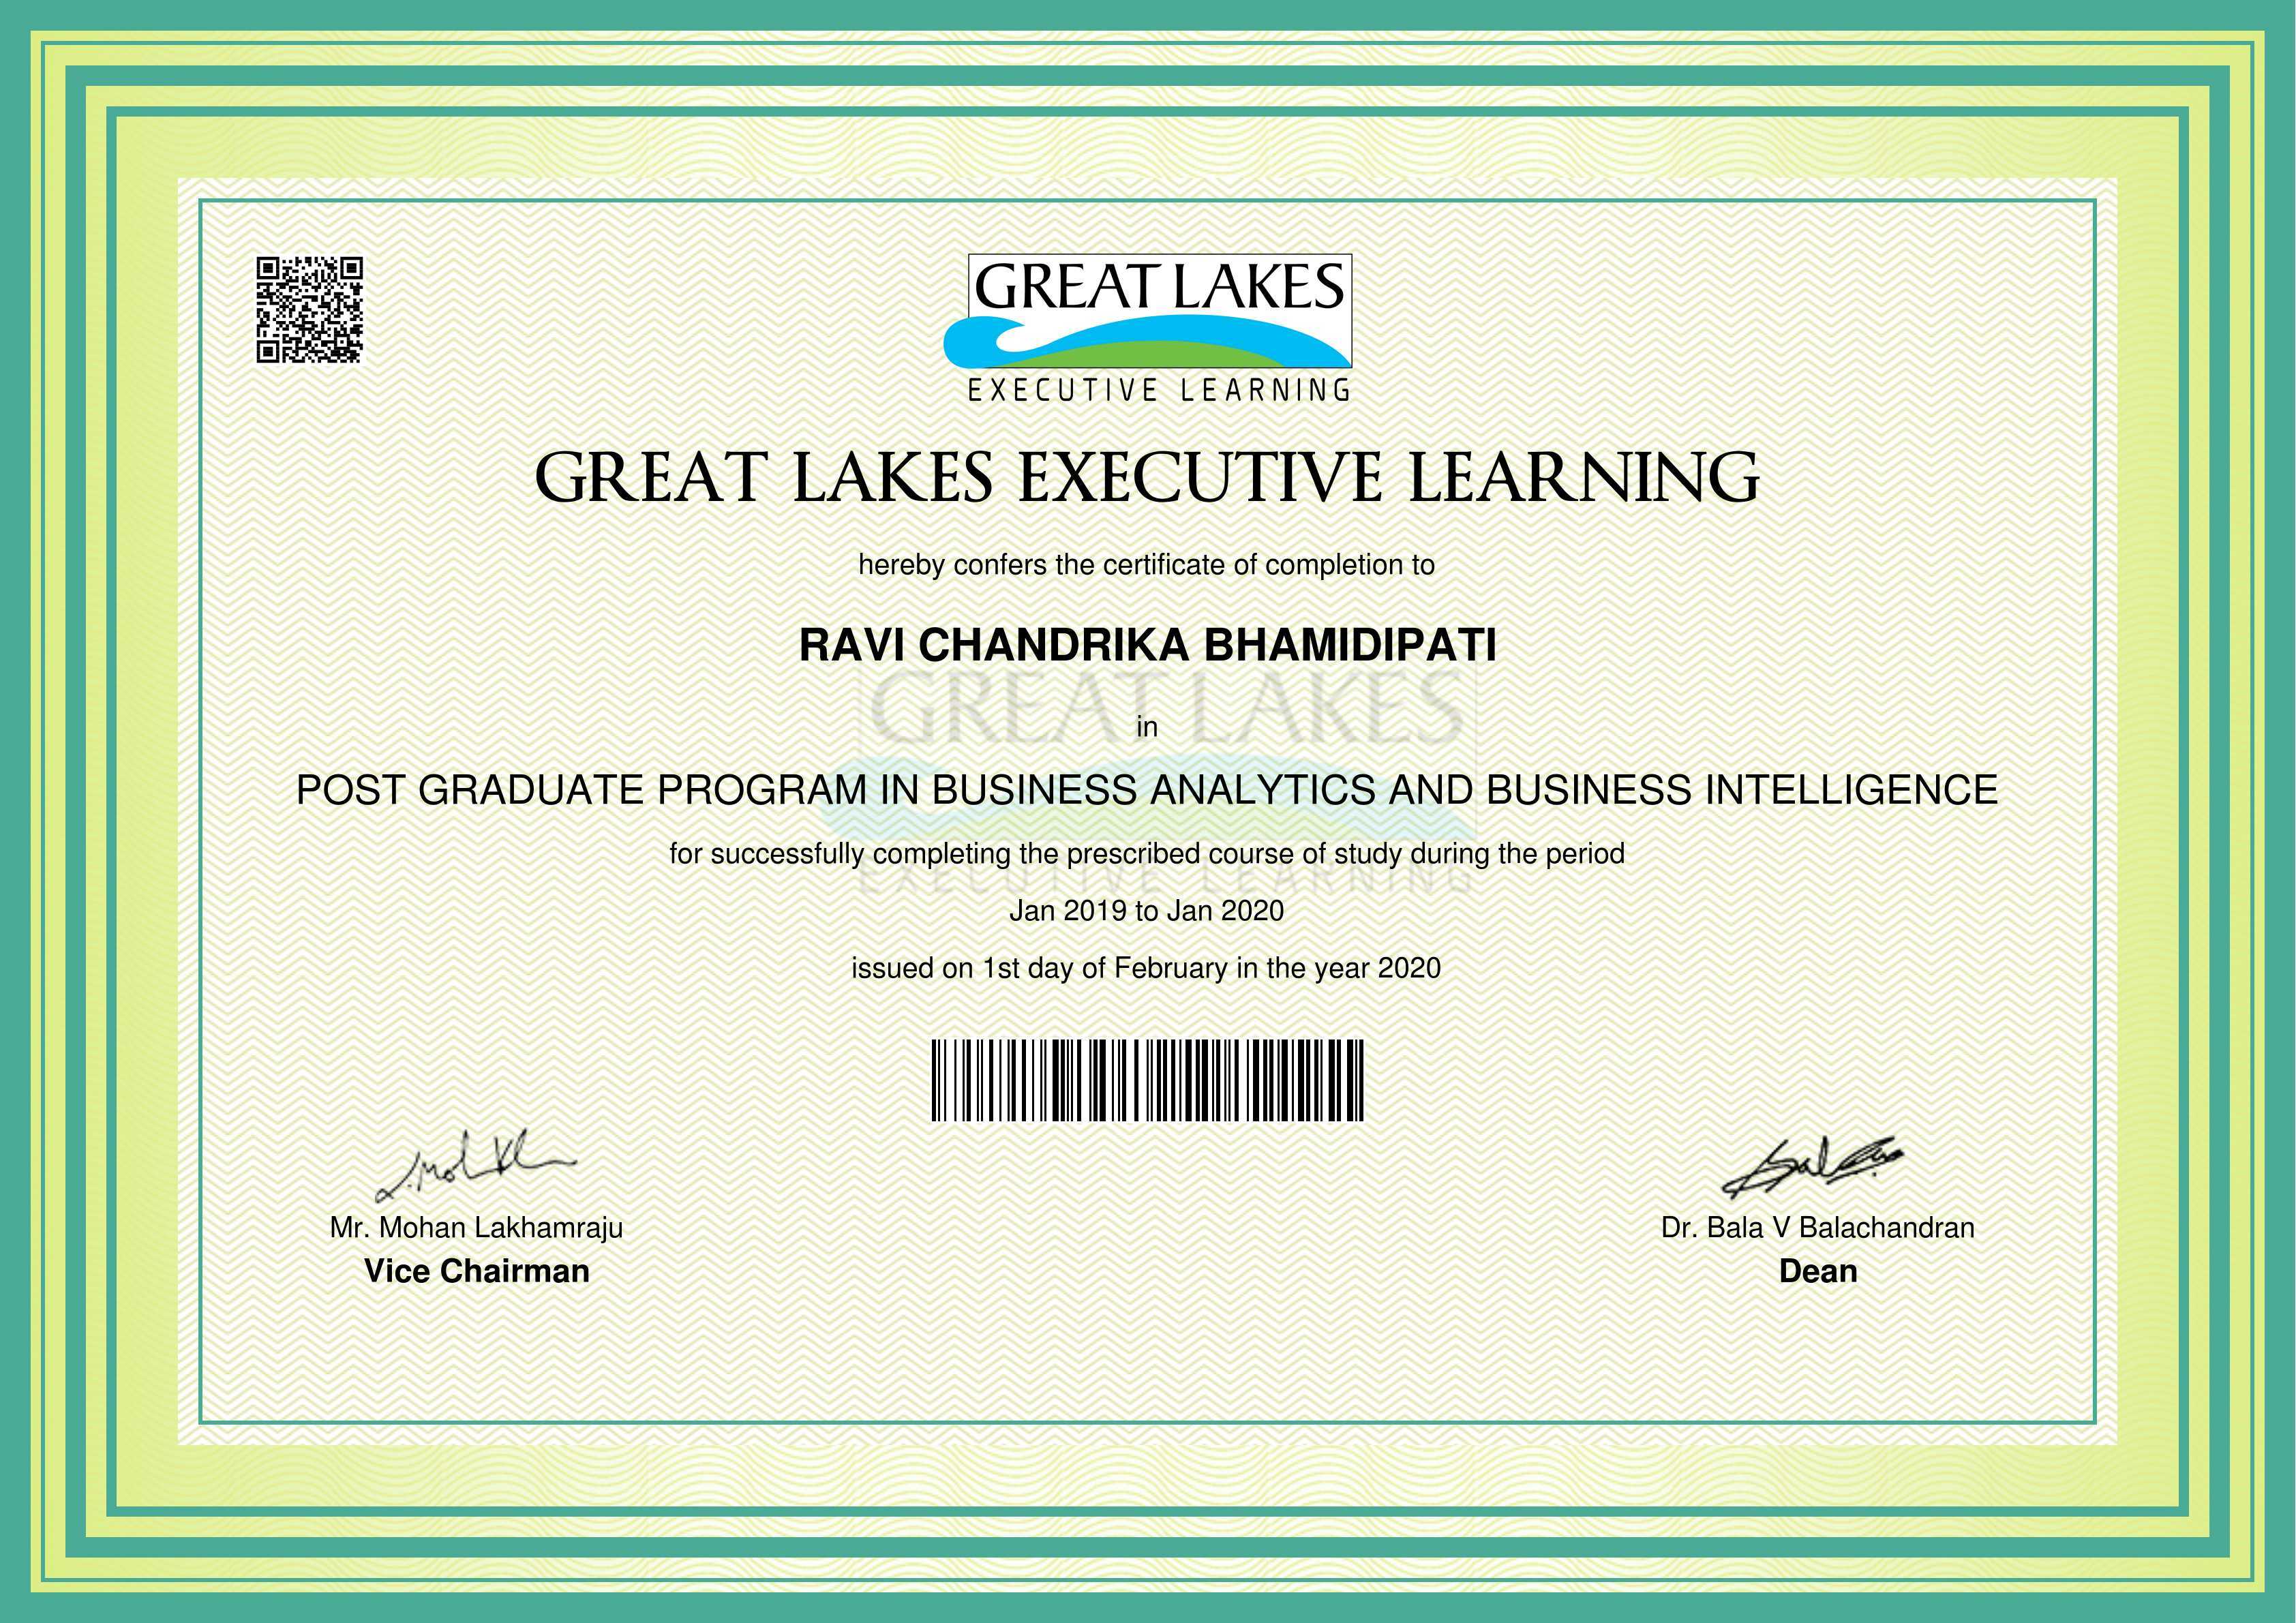 GREAT LAKES
EXECUTIVE LEARNING
GREAT LAKES EXECUTIVE LEARNING
hereby confers the certificate of completion to
RAVI CHANDRIKA BHAMIDIPATI
GREAT LAKES
in
POST GRADUATE PROGRAM IN BUSINESS ANALYTICS AND BUSINESS INTELLIGENCE
for successfully completing the prescribed course of study during the period
EXECUTIVE LEARNING
Jan 2019 to Jan 2020
issued on 1st day of February in the year 2020
Mr. Mohan Lakhamraju
Vice Chairman
Dr. Bala V Balachandran
Dean